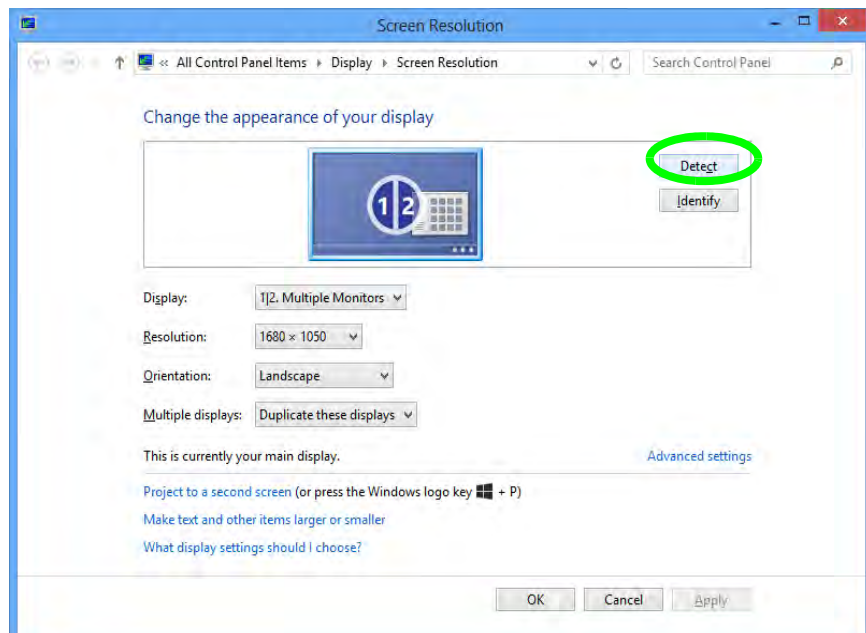 Screen Resolution
« All Control Panel Items ▸ Display ▸ Screen Resolution
Search Control Panel
Change the appearance of your display
1|2
Detect
Identify
Display: 1|2. Multiple Monitors
Resolution: 1680 × 1050
Orientation: Landscape
Multiple displays: Duplicate these displays
This is currently your main display.
Advanced settings
Project to a second screen (or press the Windows logo key + P)
Make text and other items larger or smaller
What display settings should I choose?
OK Cancel Apply